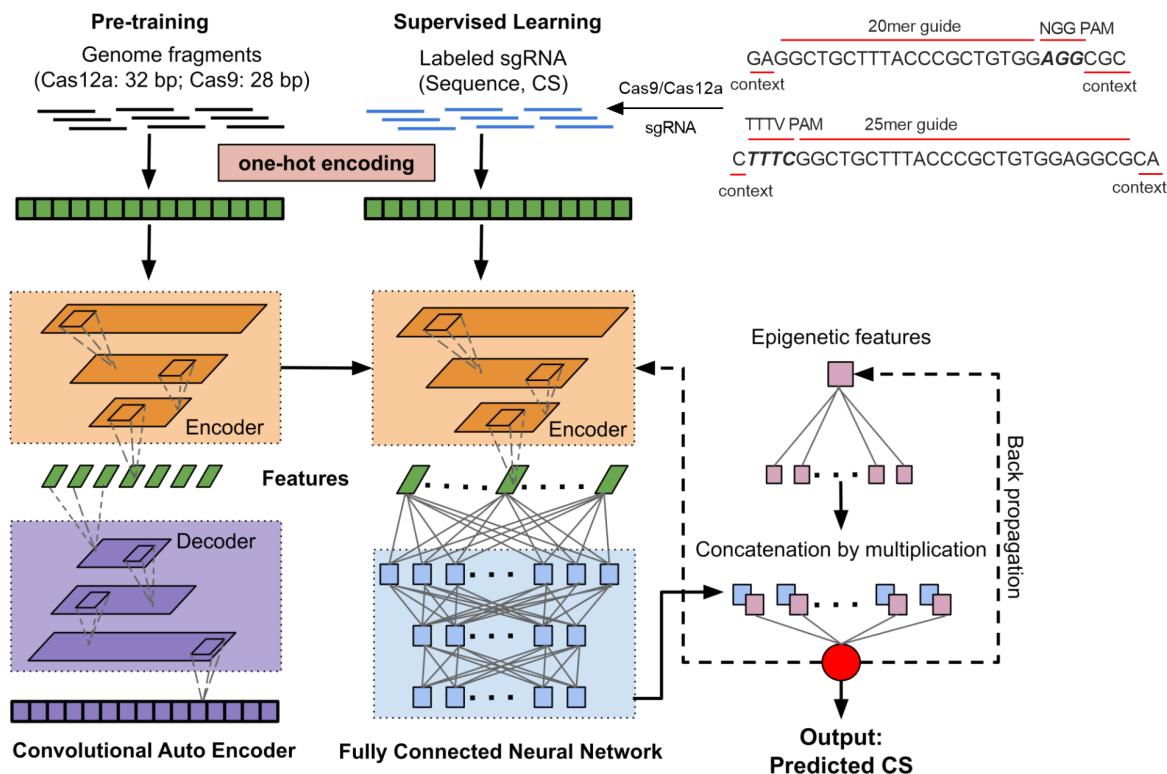 Pre-training
Genome fragments
(Cas12a: 32 bp; Cas9: 28 bp)
Supervised Learning
Labeled sgRNA
(Sequence, CS)
Cas9/Cas12a
sgRNA
20mer guide
NGG PAM
GAGGCTGCTTTACCCGCTGTGGAGGCGC
context
context
TTTV PAM
25mer guide
CTTTCGGCTGCTTTACCCGCTGTGGAGGCGCA
context
context
one-hot encoding
Encoder
Encoder
Features
Decoder
Convolutional Auto Encoder
Fully Connected Neural Network
Epigenetic features
Concatenation by multiplication
Back propagation
Output:
Predicted CS